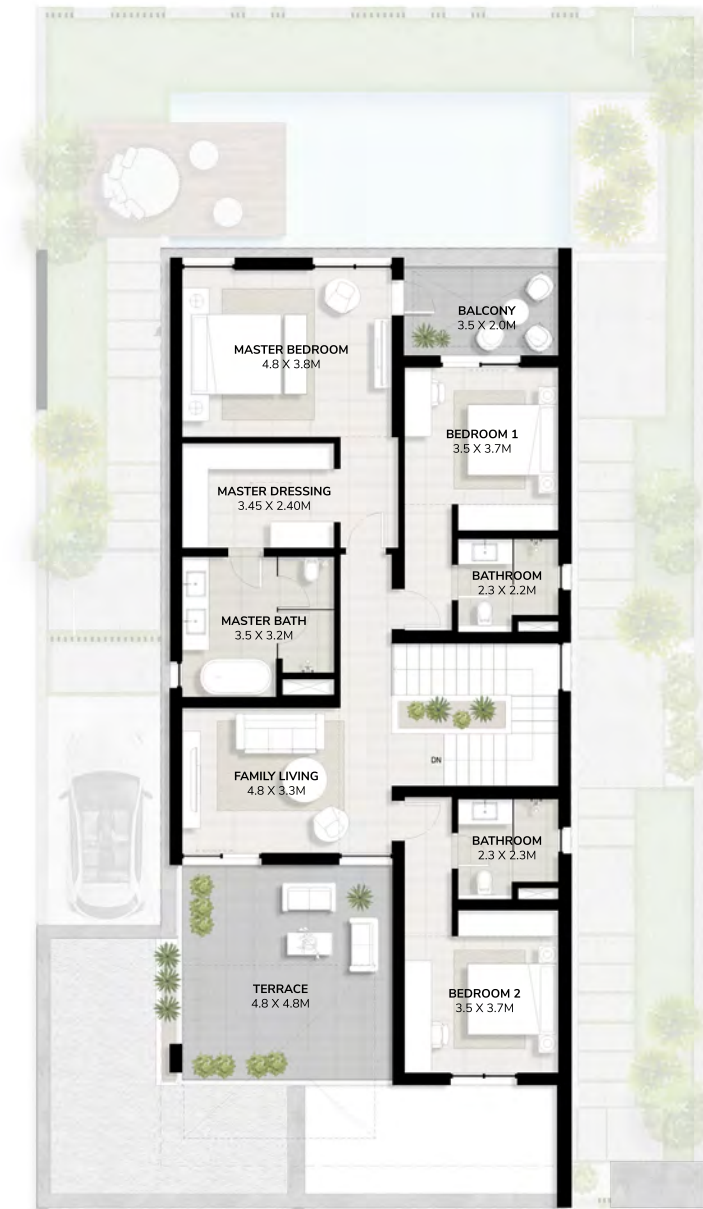 BALCONY
3.5 X 2.0M
MASTER BEDROOM
4.8 X 3.8M
BEDROOM 1
3.5 X 3.7M
MASTER DRESSING
3.45 X 2.40M
BATHROOM
2.3 X 2.2M
MASTER BATH
3.5 X 3.2M
DN
FAMILY LIVING
4.8 X 3.3M
BATHROOM
2.3 X 2.3M
TERRACE
4.8 X 4.8M
BEDROOM 2
3.5 X 3.7M